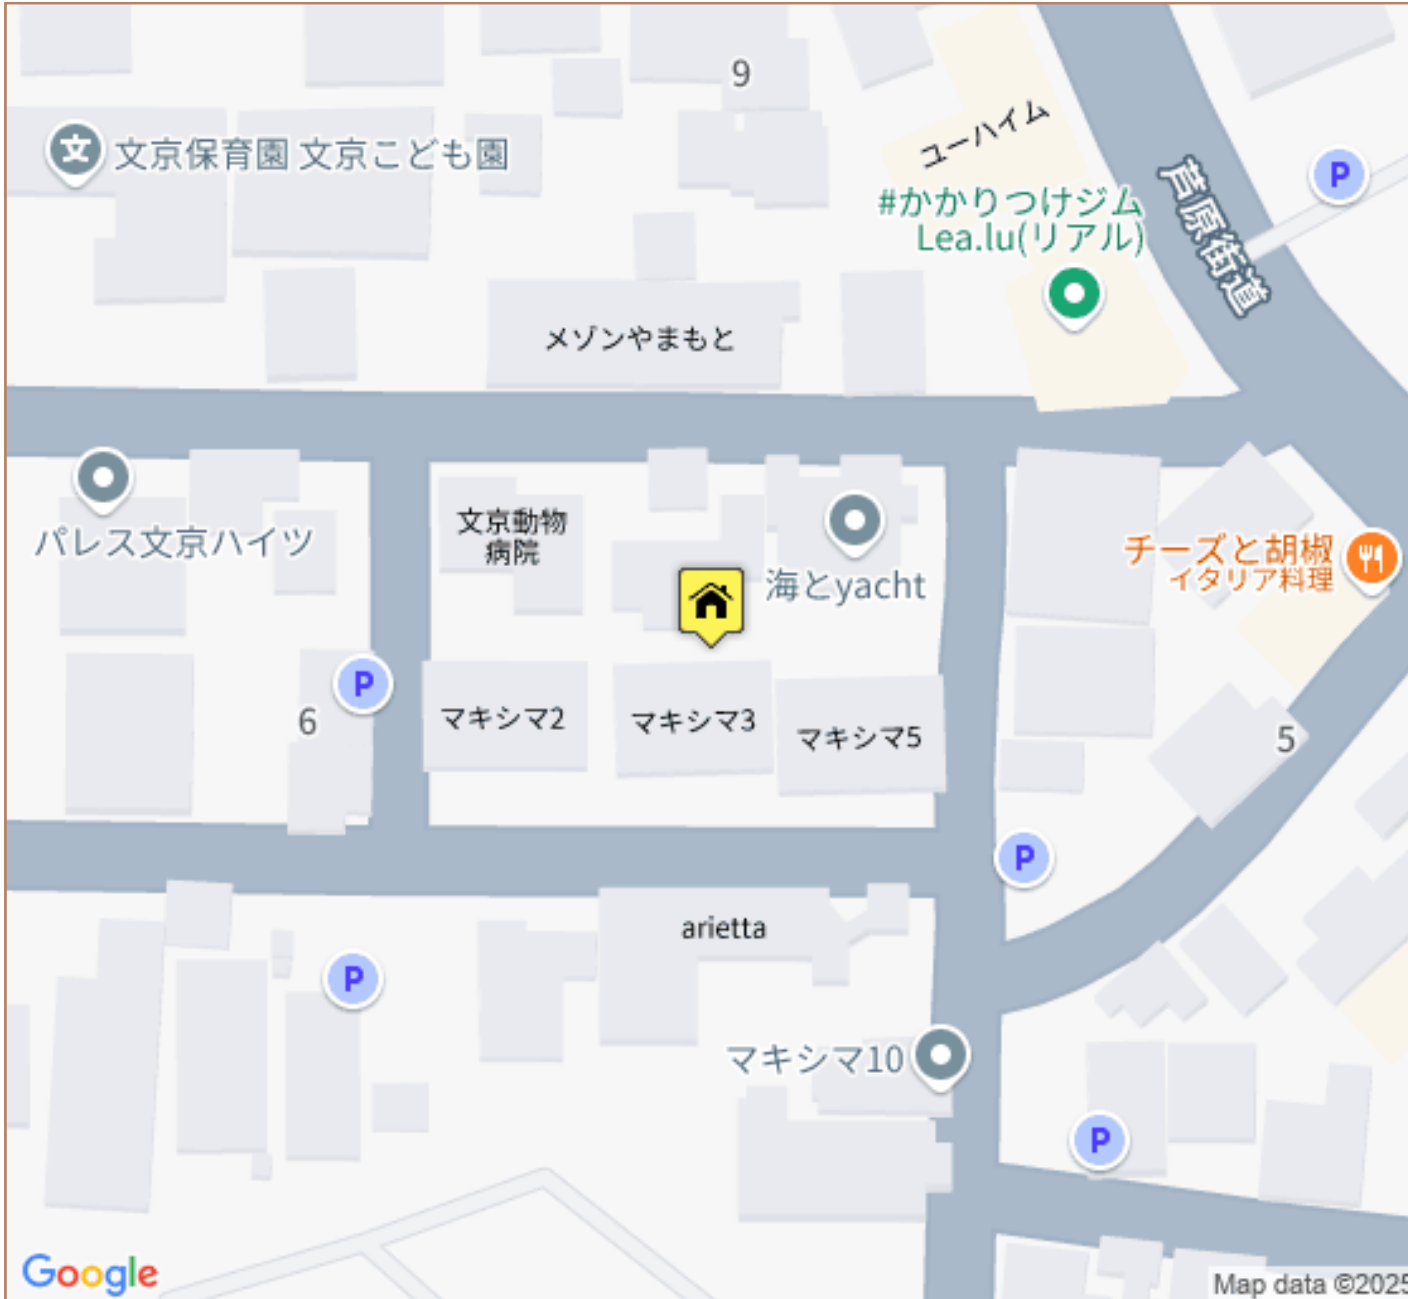 9
ユーハイム
文京保育園 文京こども園
P
#かかりつけジム
Lea.lu(リアル)
芦原街道
メゾンやまもと
パレス文京ハイツ
文京動物
病院
海とyacht
チーズと胡椒
イタリア料理
P
6
マキシマ2
マキシマ3
マキシマ5
5
P
arietta
P
マキシマ10
P
Google
Map data ©2025